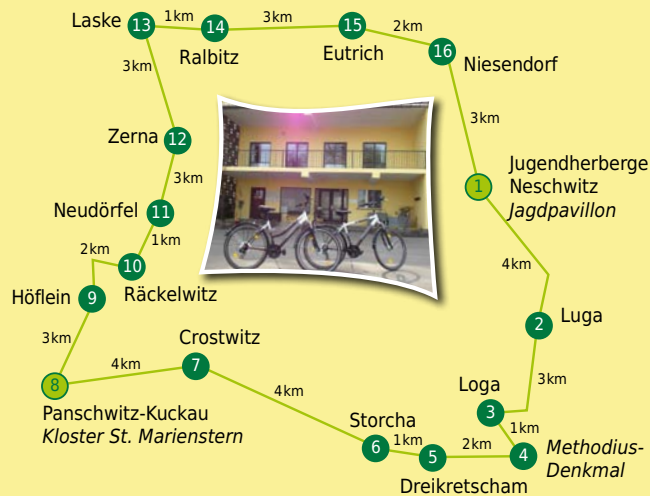 Laske
13
1km
14
Ralbitz
3km
15
Eutrich
2km
16
Niesendorf
3km
3km
Zerna
12
1
Jugendherberge
Neschwitz
Jagdpavillon
3km
Neudörfel
11
1km
2km
10
Räckelwitz
4km
Höflein
9
2
Luga
3km
Crostwitz
7
4km
8
Panschwitz-Kuckau
Kloster St. Marienstern
4km
3km
Loga
3
1km
Storcha
6
1km
5
2km
4
Methodius-
Denkmal
Dreikretscham